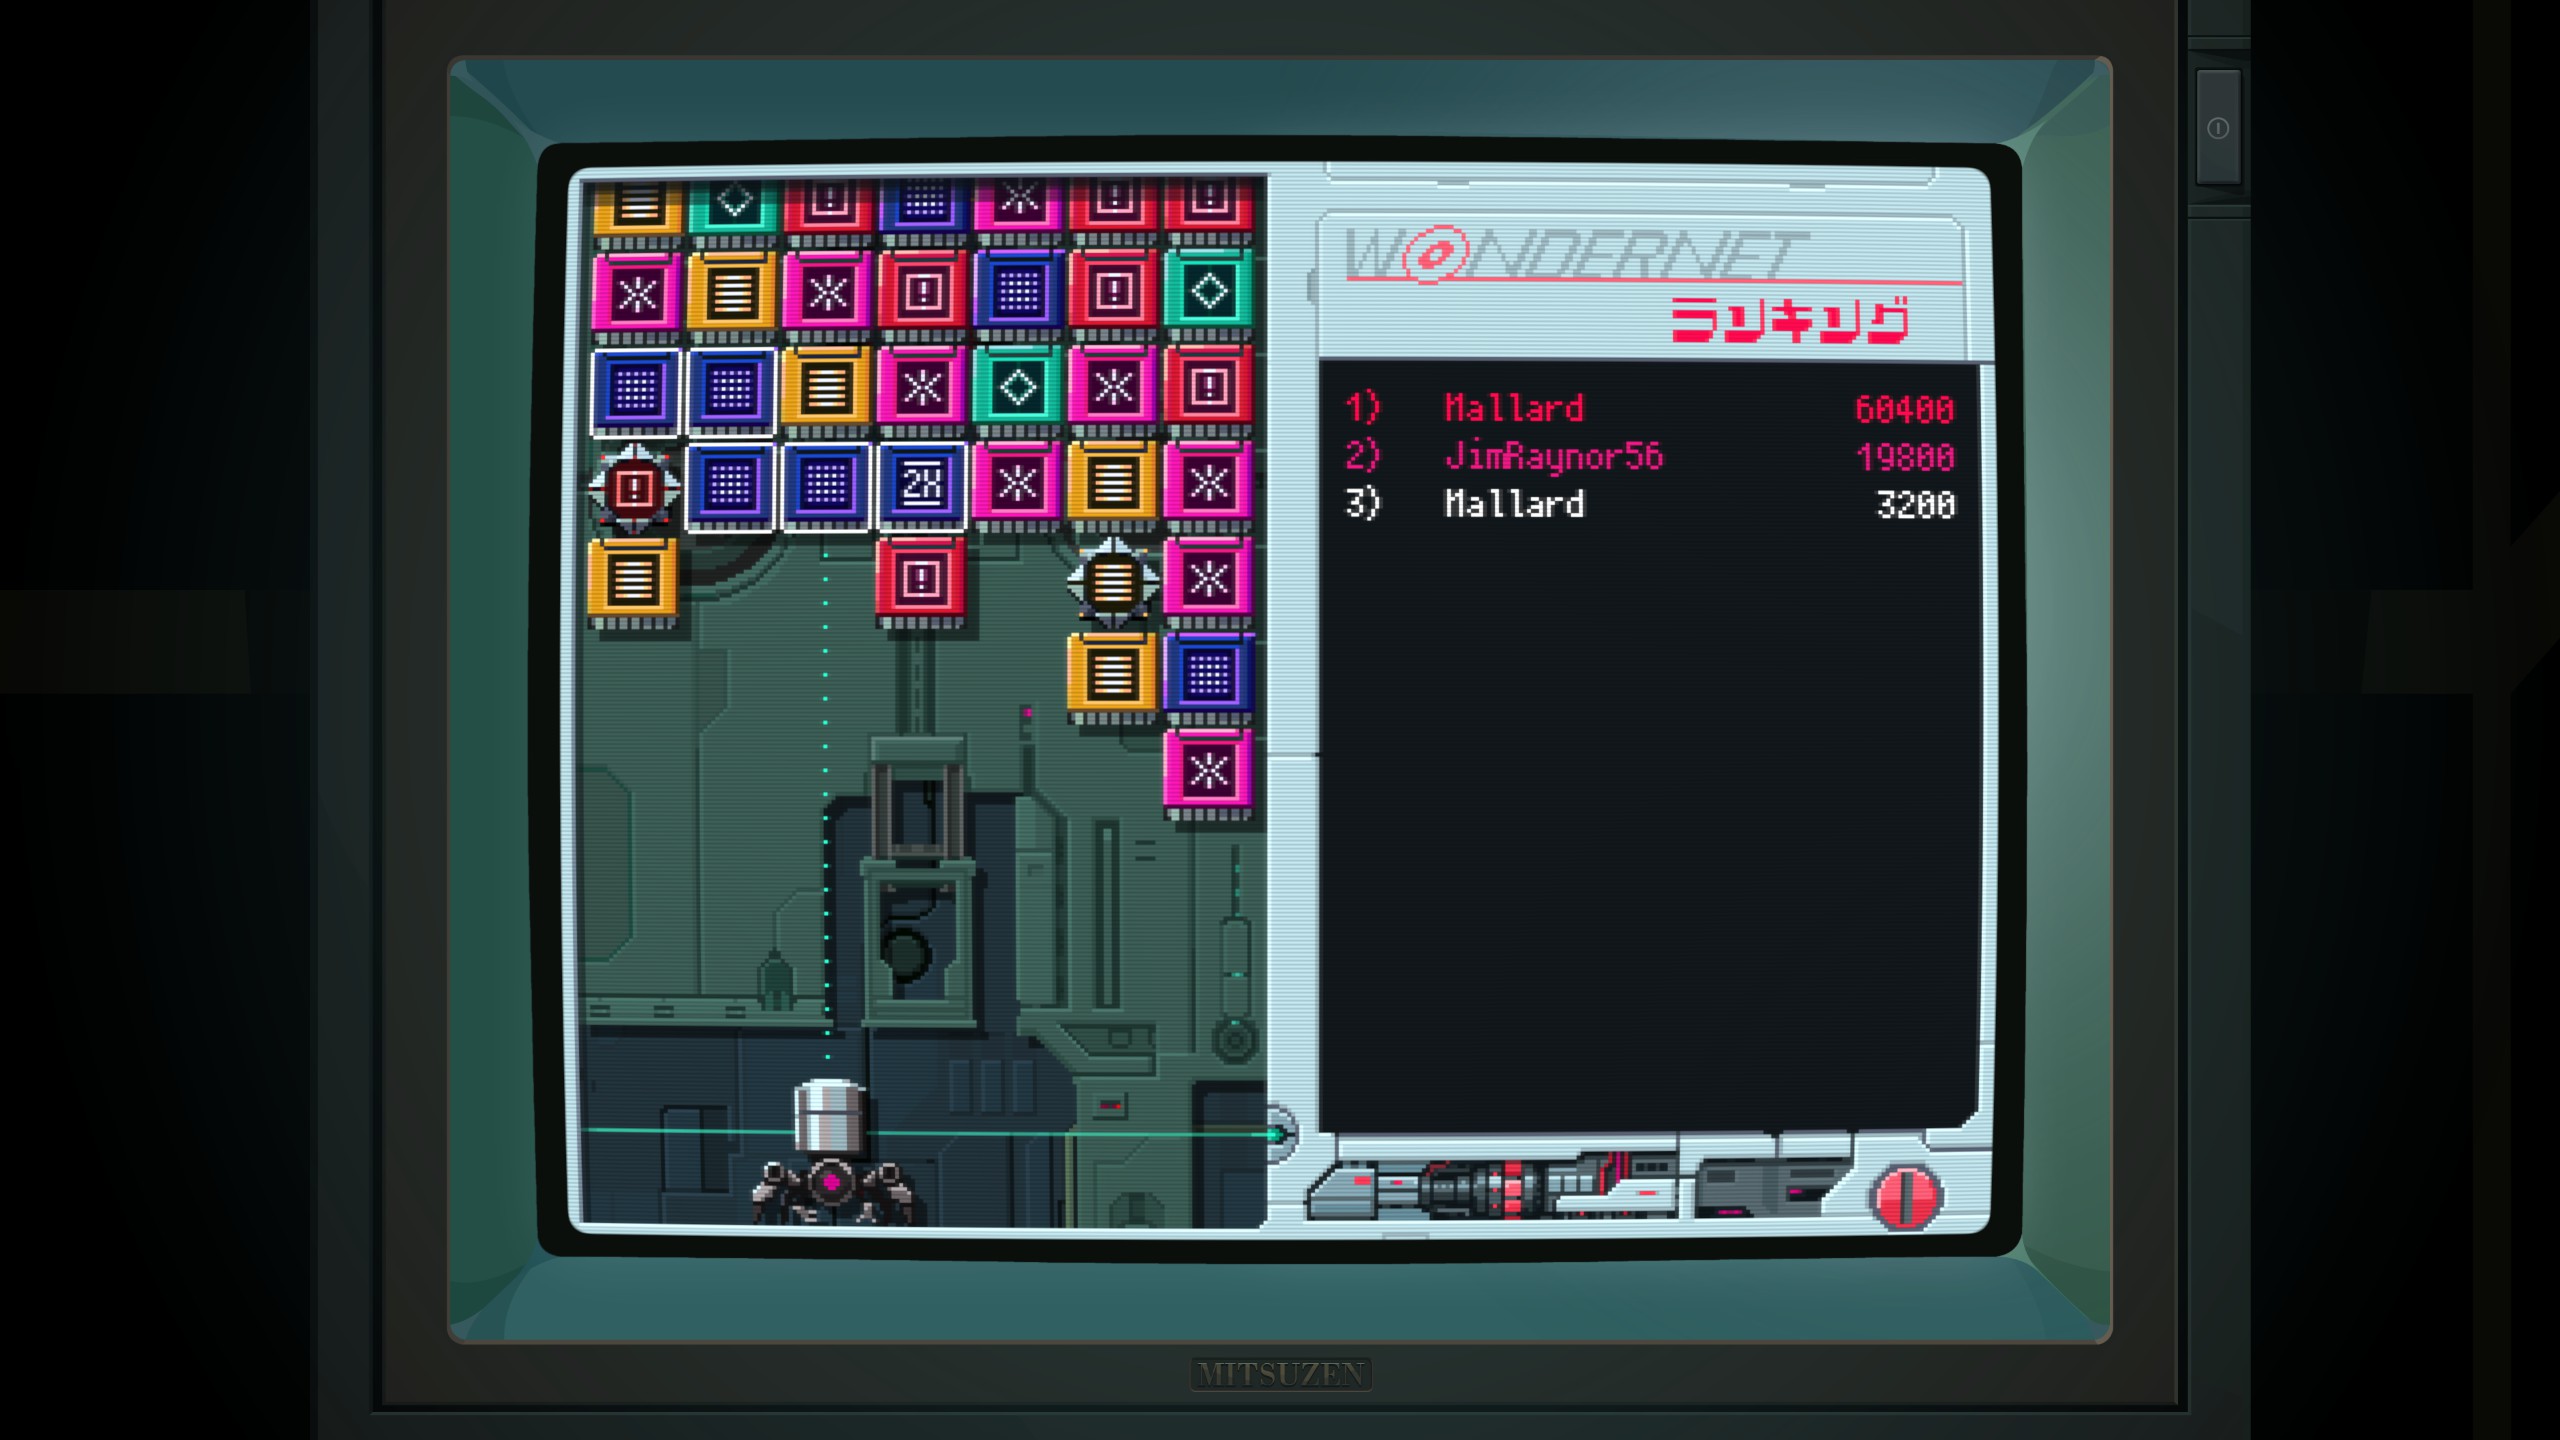 WONDERNET
ランキング
1) Mallard 60400
2) JimRaynor56 19800
3) Mallard 3200
2X
MITSUZEN